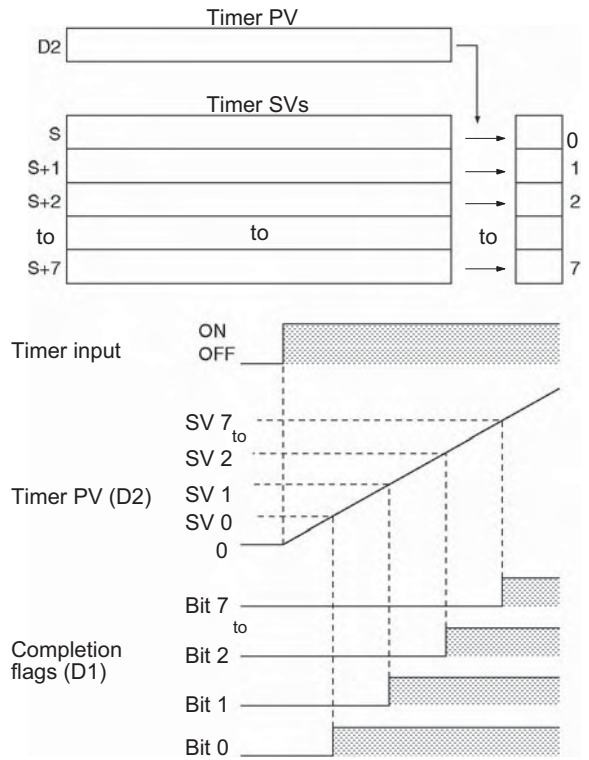 Timer PV
D2
Timer SVs
S
0
S+1
1
S+2
2
to
to
to
S+7
7
Timer input
ON
OFF
SV 7
to
SV 2
Timer PV (D2)
SV 1
SV 0
0
Bit 7
to
Completion
flags (D1)
Bit 2
Bit 1
Bit 0